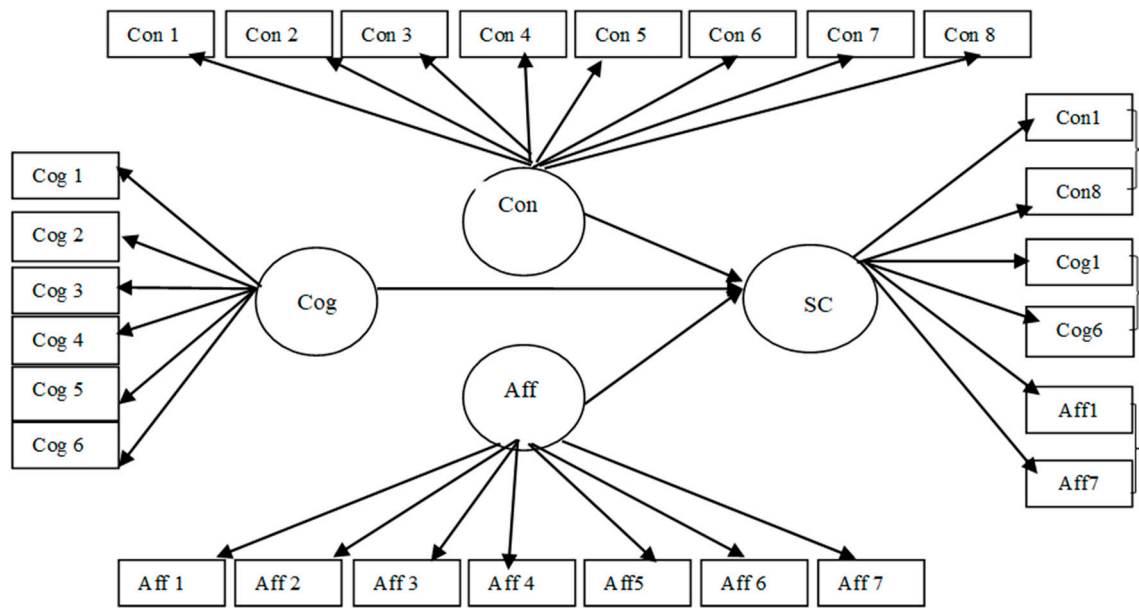 Con 1
Con 2
Con 3
Con 4
Con 5
Con 6
Con 7
Con 8
Con1
Con8
Cog1
Cog6
Aff1
Aff7
Cog 1
Cog 2
Cog 3
Cog 4
Cog 5
Cog 6
Con
Cog
SC
Aff
Aff 1
Aff 2
Aff 3
Aff 4
Aff5
Aff 6
Aff 7